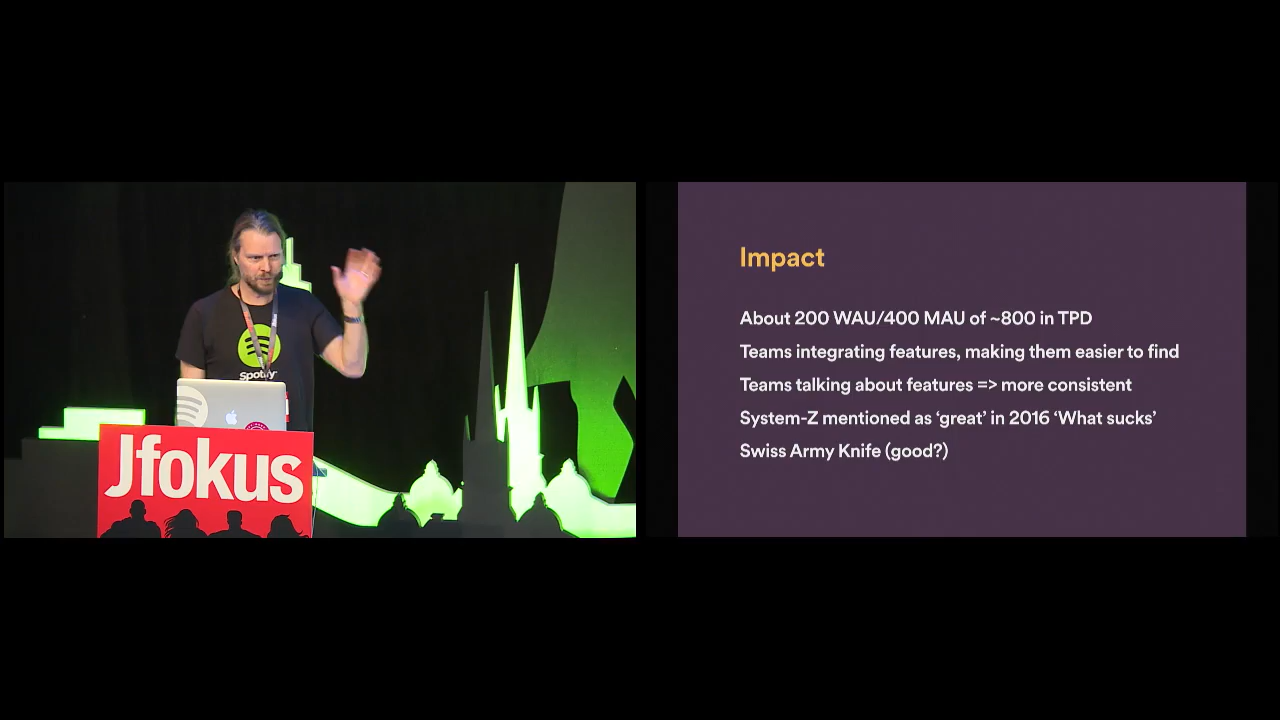 Spotify
Jfokus
Impact
About 200 WAU/400 MAU of ~800 in TPD
Teams integrating features, making them easier to find
Teams talking about features => more consistent
System-Z mentioned as ‘great’ in 2016 ‘What sucks’
Swiss Army Knife (good?)